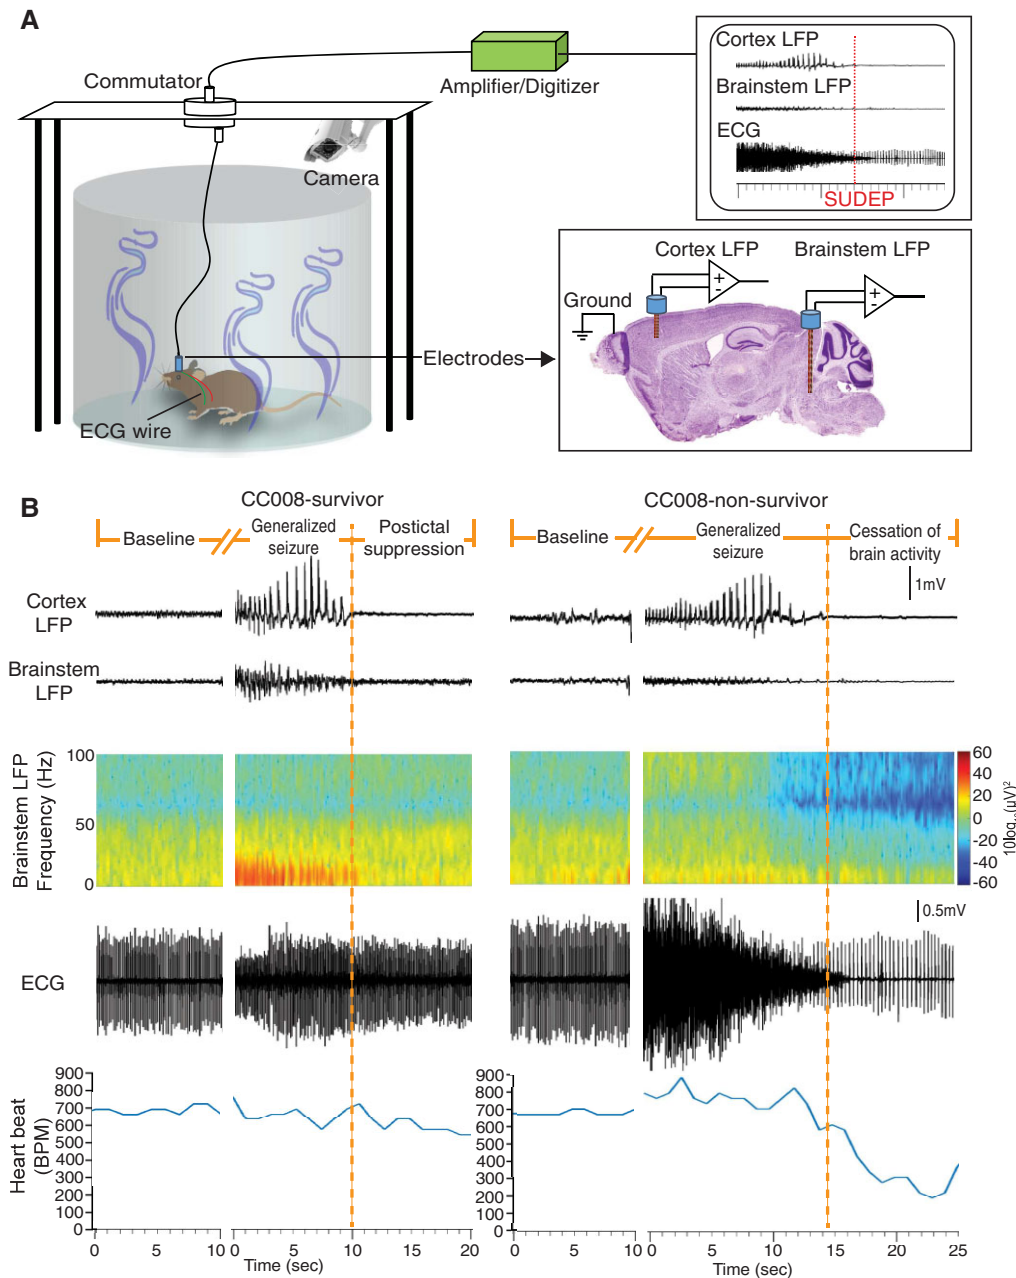 A
Commutator
Amplifier/Digitizer
Camera
Cortex LFP
Brainstem LFP
ECG
SUDEP
Cortex LFP
Brainstem LFP
+
-
+
-
Ground
Electrodes
ECG wire
B
CC008-survivor
CC008-non-survivor
Baseline
Generalized
seizure
Postictal
suppression
Baseline
Generalized
seizure
Cessation of
brain activity
1mV
Cortex
LFP
Brainstem
LFP
Brainstem LFP
Frequency (Hz)
100
50
0
60
40
20
0
-20
-40
-60
10log₁₀(uV)²
0.5mV
ECG
Heart beat
(BPM)
900
800
700
600
500
400
300
200
100
0
900
800
700
600
500
400
300
200
100
0
0 5 10 0 5 10 15 20
Time (sec)
0 5 10 0 5 10 15 20 25
Time (sec)